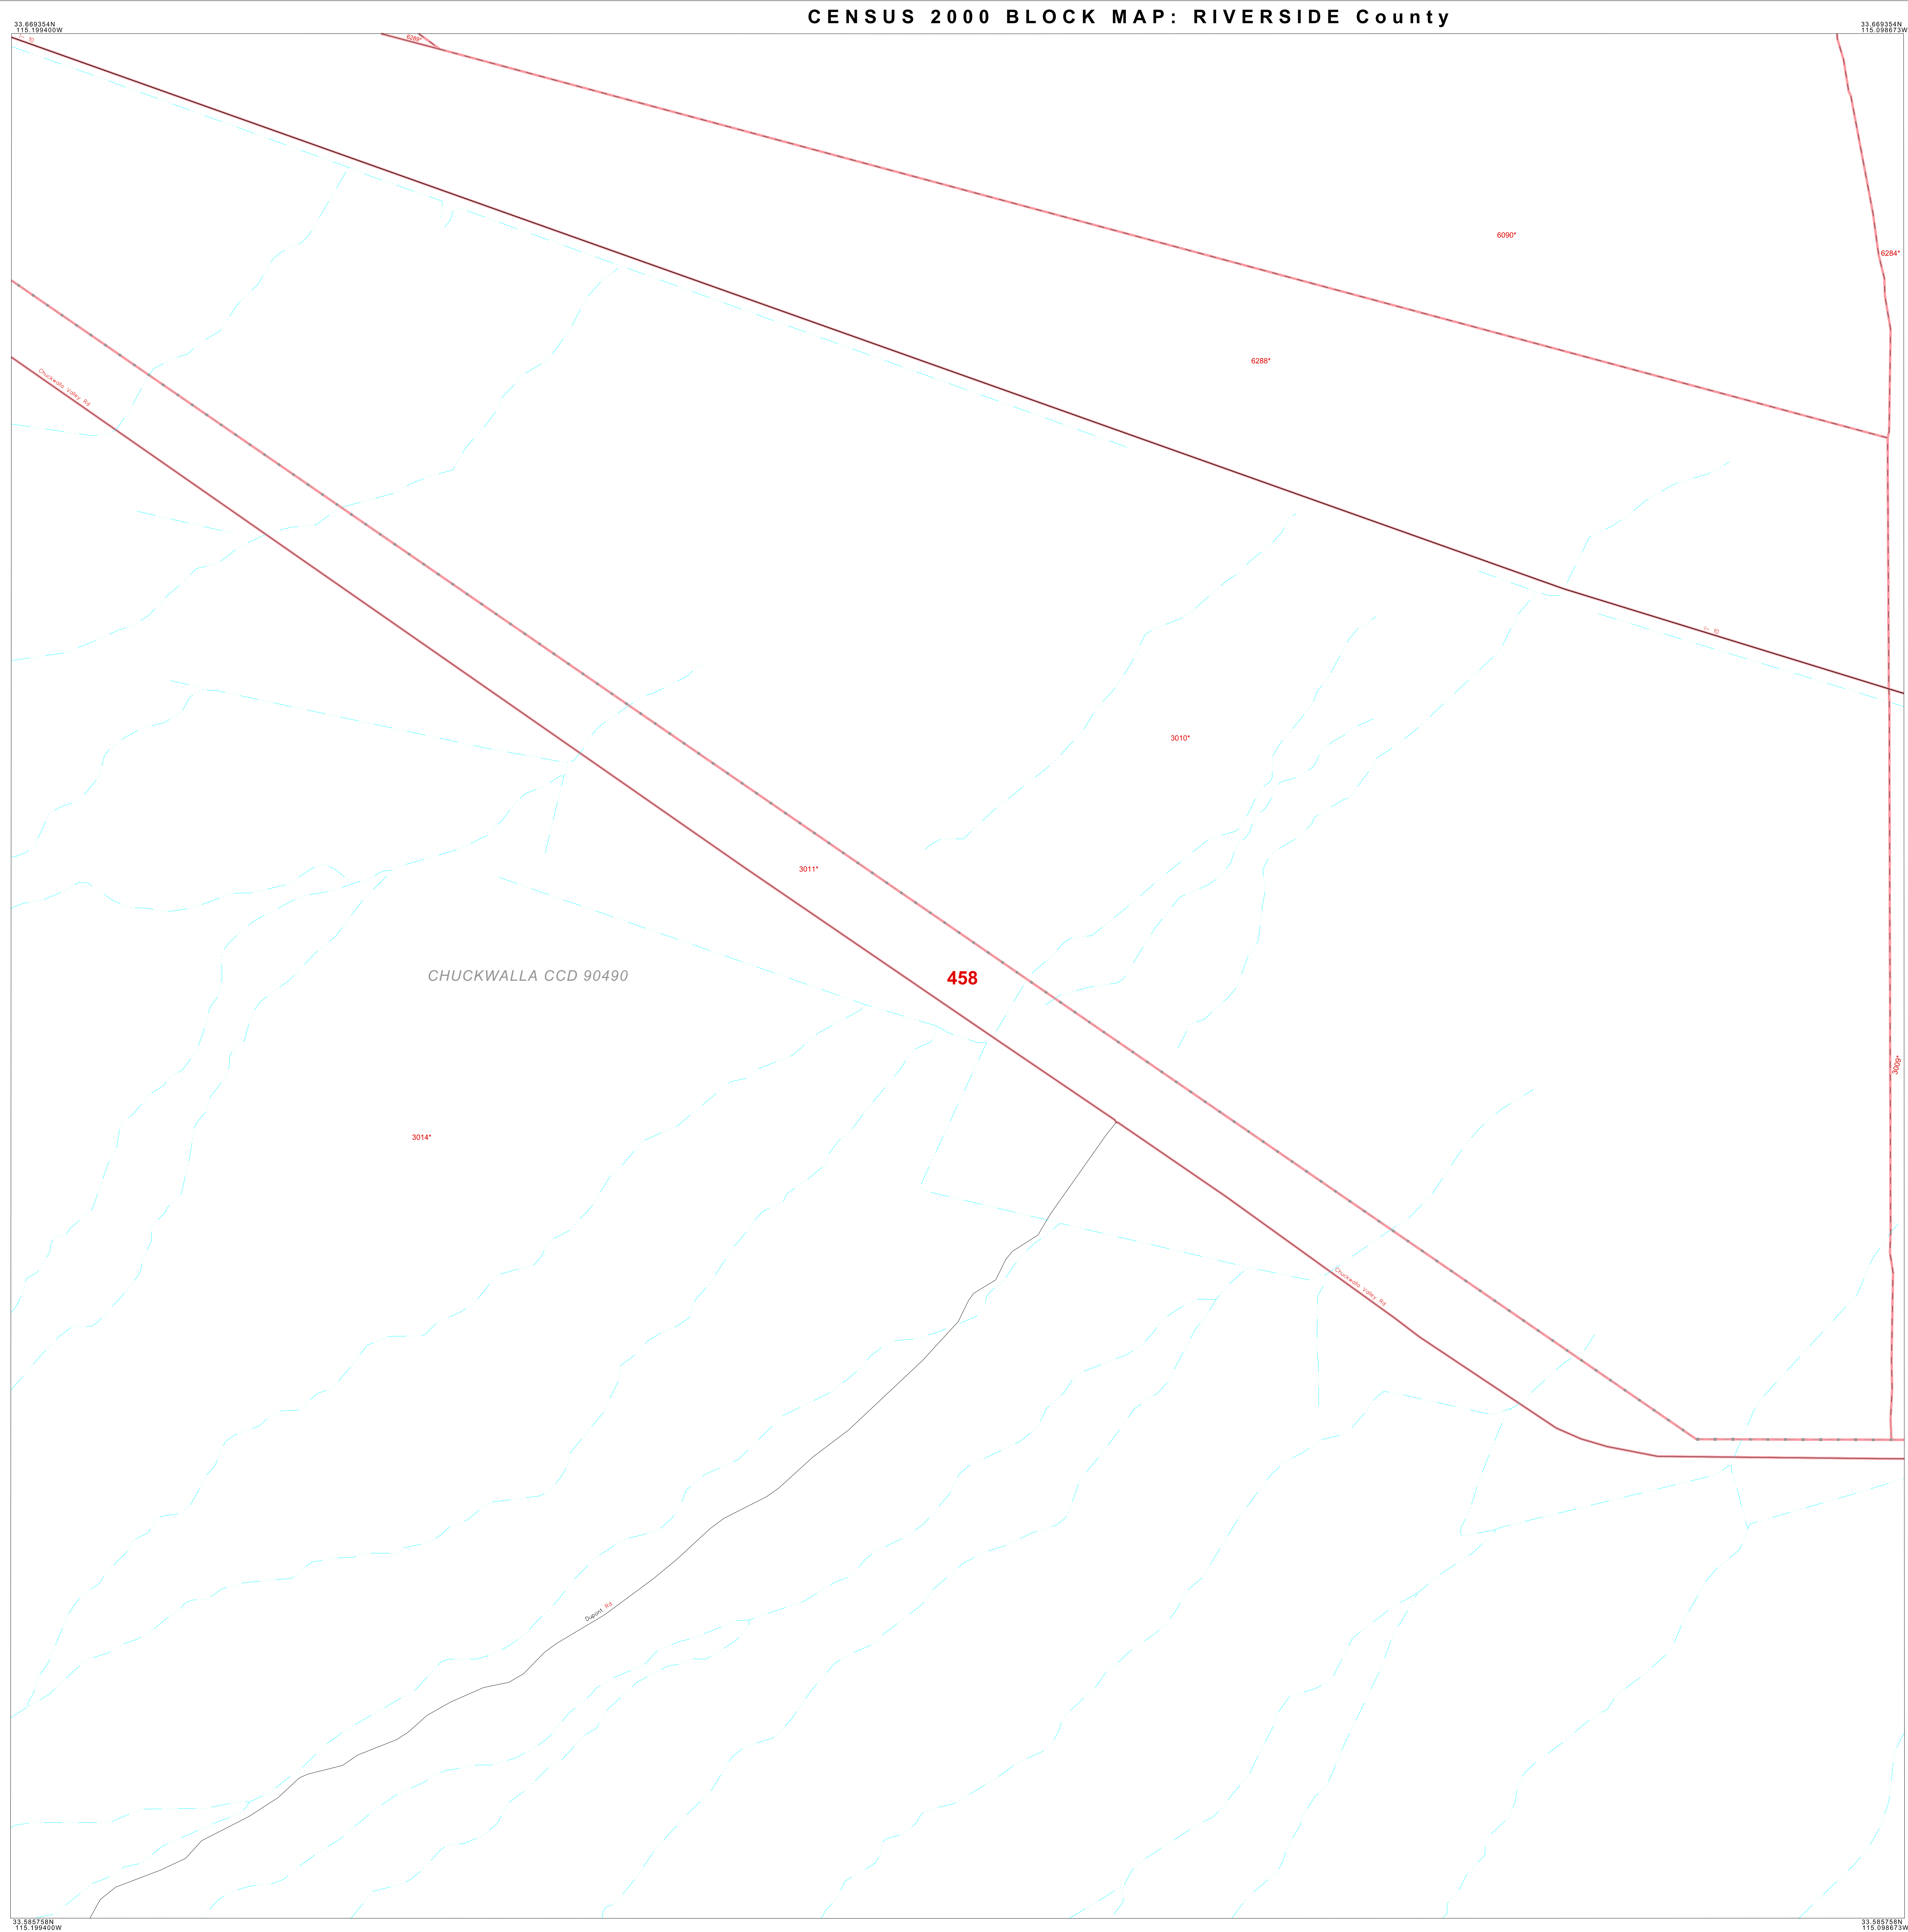 CENSUS 2000 BLOCK MAP: RIVERSIDE County
33.669354N
115.199400W
33.669354N
115.098673W
I- 10
6289*
6090*
6284*
6288*
Chuckwalla Valley Rd
I- 10
3010*
3011*
CHUCKWALLA CCD 90490
458
3009*
3014*
Chuckwalla Valley Rd
Dupont Rd
33.585758N
115.199400W
33.585758N
115.098673W